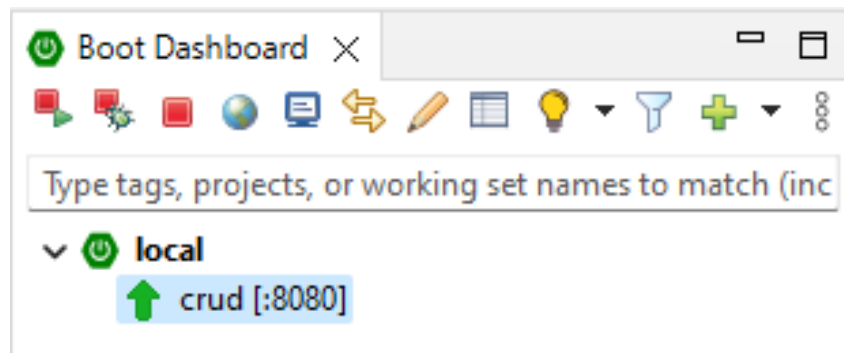 Boot Dashboard
Type tags, projects, or working set names to match (inc
local
crud [:8080]